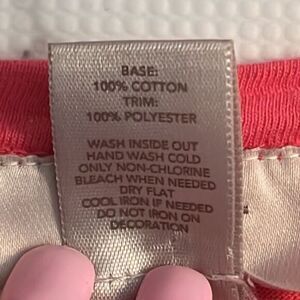 BASE:
100% COTTON
TRIM:
100% POLYESTER
WASH INSIDE OUT
HAND WASH COLD
ONLY NON-CHLORINE
BLEACH WHEN NEEDED
DRY FLAT
COOL IRON IF NEEDED
DO NOT IRON ON
DECORATION